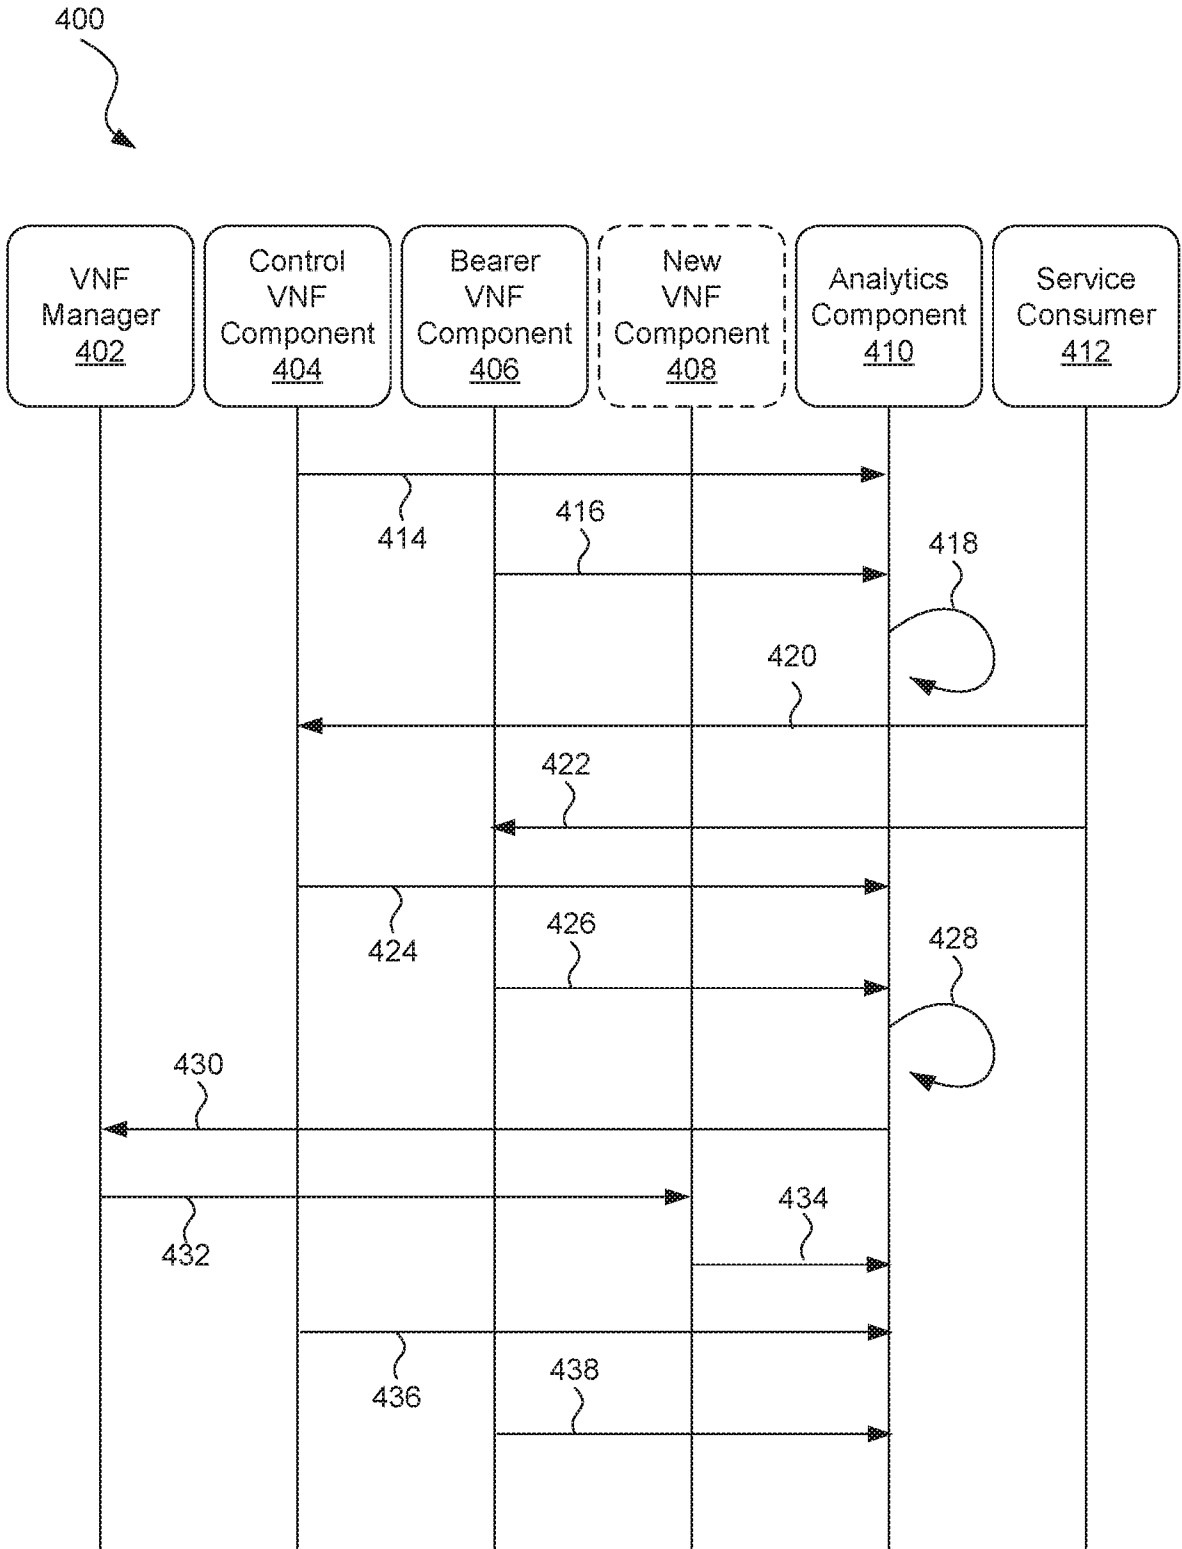 400
VNF
Manager
402
Control
VNF
Component
404
Bearer
VNF
Component
406
New
VNF
Component
408
Analytics
Component
410
Service
Consumer
412
414
416
418
420
422
424
426
428
430
432
434
436
438